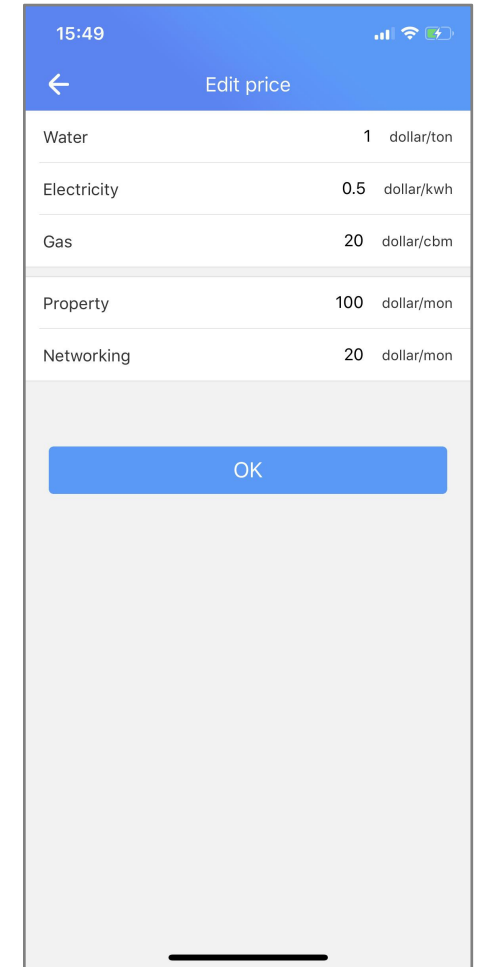 15:49
Edit price
Water 1 dollar/ton
Electricity 0.5 dollar/kwh
Gas 20 dollar/cbm
Property 100 dollar/mon
Networking 20 dollar/mon
OK